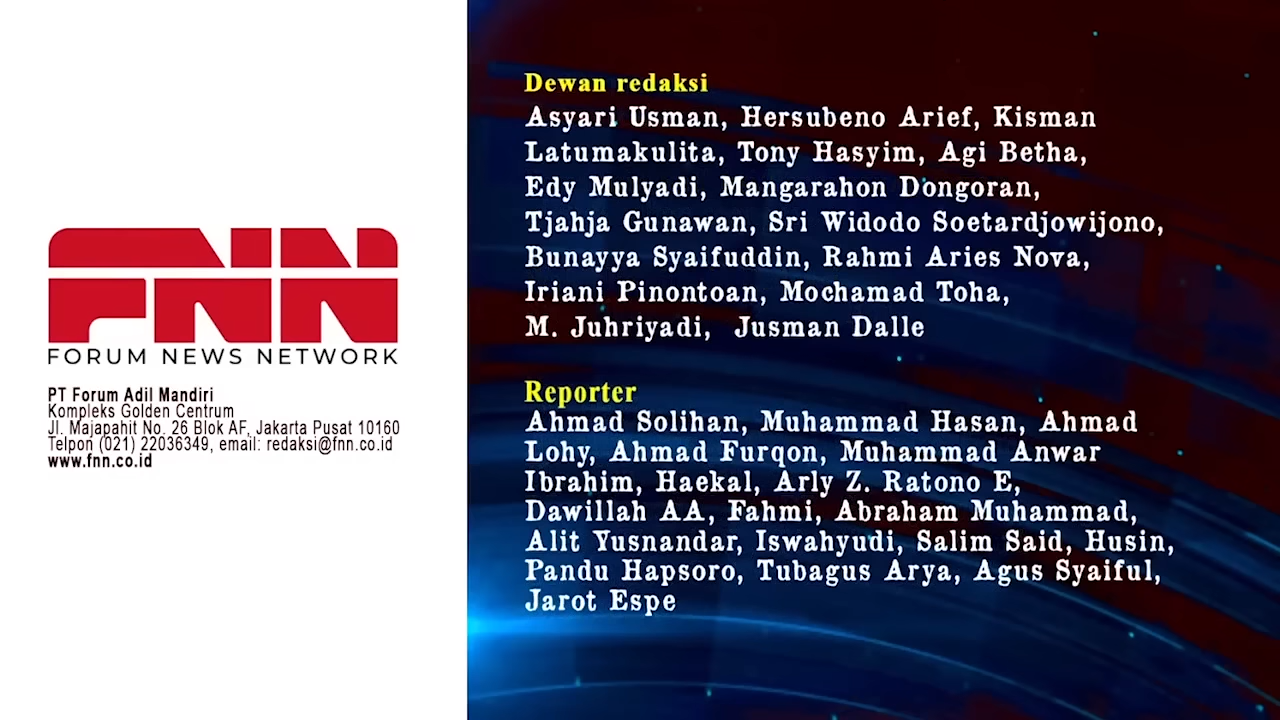 FNN
FORUM NEWS NETWORK
PT Forum Adil Mandiri
Kompleks Golden Centrum
Jl. Majapahit No. 26 Blok AF, Jakarta Pusat 10160
Telpon (021) 22036349, email: redaksi@fnn.co.id
www.fnn.co.id
Dewan redaksi
Asyari Usman, Hersubeno Arief, Kisman
Latumakulita, Tony Hasyim, Agi Betha,
Edy Mulyadi, Mangarahon Dongoran,
Tjahja Gunawan, Sri Widodo Soetardjowijono,
Bunayya Syaifuddin, Rahmi Aries Nova,
Iriani Pinontoan, Mochamad Toha,
M. Juhriyadi,  Jusman Dalle
Reporter
Ahmad Solihan, Muhammad Hasan, Ahmad
Lohy, Ahmad Furqon, Muhammad Anwar
Ibrahim, Haekal, Arly Z. Ratono E,
Dawillah AA, Fahmi, Abraham Muhammad,
Alit Yusnandar, Iswahyudi, Salim Said, Husin,
Pandu Hapsoro, Tubagus Arya, Agus Syaiful,
Jarot Espe